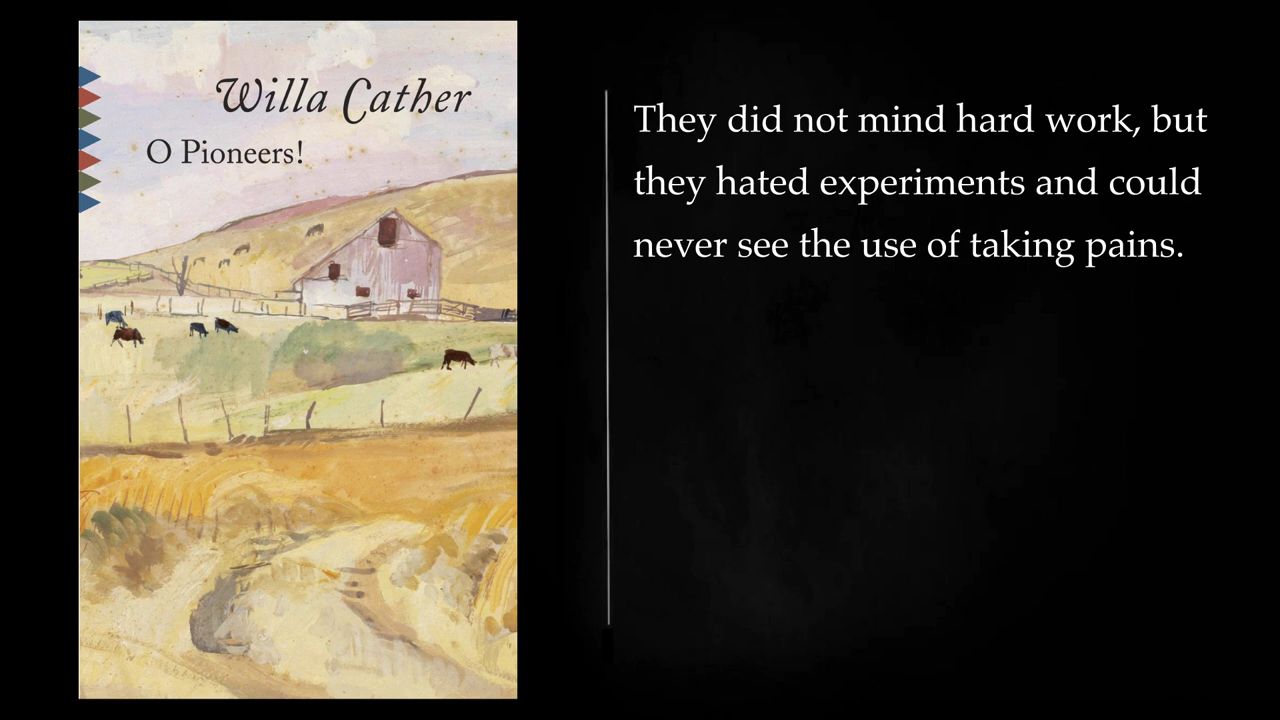 Willa Cather
O Pioneers!
They did not mind hard work, but
they hated experiments and could
never see the use of taking pains.